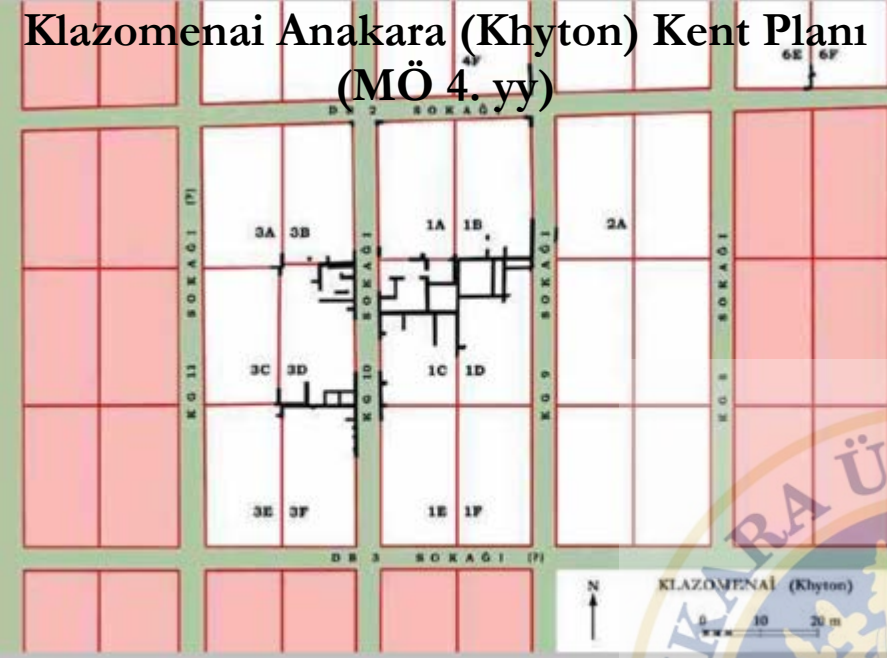 Klazomenai Anakara (Khyton) Kent Planı
(MÖ 4. yy)
4F
6E 6F
DB 2 SOKAĞI
3A 3B
1A 1B
2A
KG 11 SOKAĞI (?)
KG 10 SOKAĞI
KG 9 SOKAĞI
KG 8 SOKAĞI
3C 3D
1C 1D
3E 3F
1E 1F
DB 3 SOKAĞI (?)
N
KLAZOMENAİ (Khyton)
0 10 20 m
KARA Ü